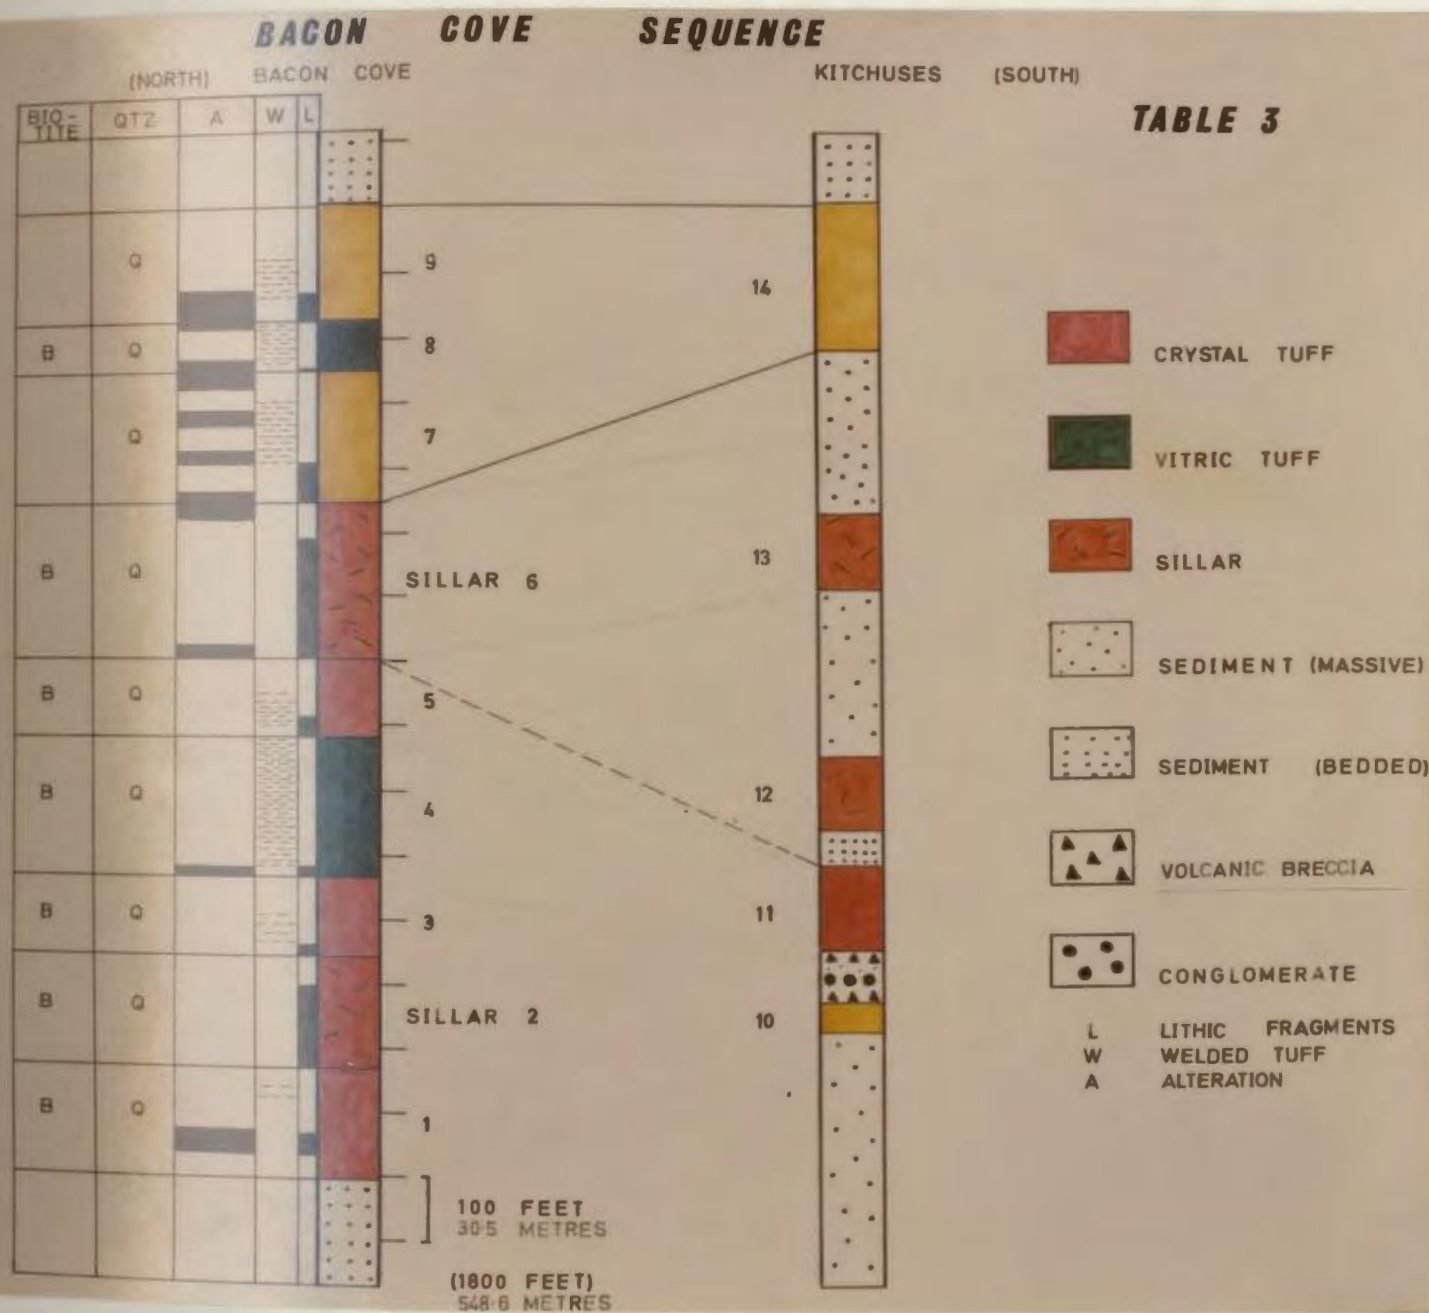 BACON COVE SEQUENCE
(NORTH) BACON COVE
KITCHUSES (SOUTH)
TABLE 3
BIO-TITE QTZ A W L
Q 9
B Q 8
Q 7
B Q SILLAR 6
B Q 5
B Q 4
B Q 3
B Q SILLAR 2
B Q 1
14
13
12
11
10
100 FEET
30·5 METRES
(1800 FEET)
548·6 METRES
CRYSTAL TUFF
VITRIC TUFF
SILLAR
SEDIMENT (MASSIVE)
SEDIMENT (BEDDED)
VOLCANIC BRECCIA
CONGLOMERATE
L LITHIC FRAGMENTS
W WELDED TUFF
A ALTERATION